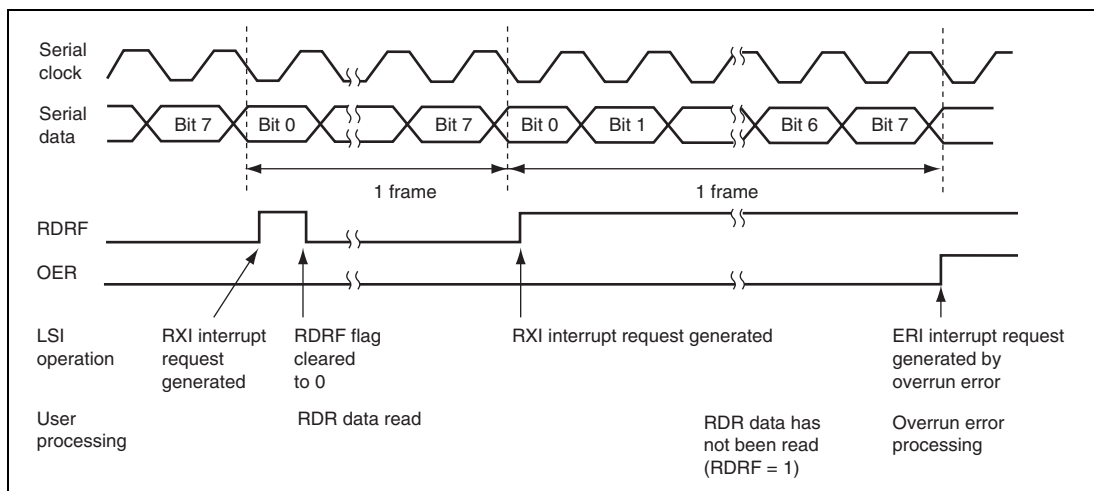 Serial
clock
Serial
data
Bit 7
Bit 0
Bit 7
Bit 0
Bit 1
Bit 6
Bit 7
1 frame
1 frame
RDRF
OER
LSI
operation
RXI interrupt
request
generated
RDRF flag
cleared
to 0
RXI interrupt request generated
ERI interrupt request
generated by
overrun error
User
processing
RDR data read
RDR data has
not been read
(RDRF = 1)
Overrun error
processing